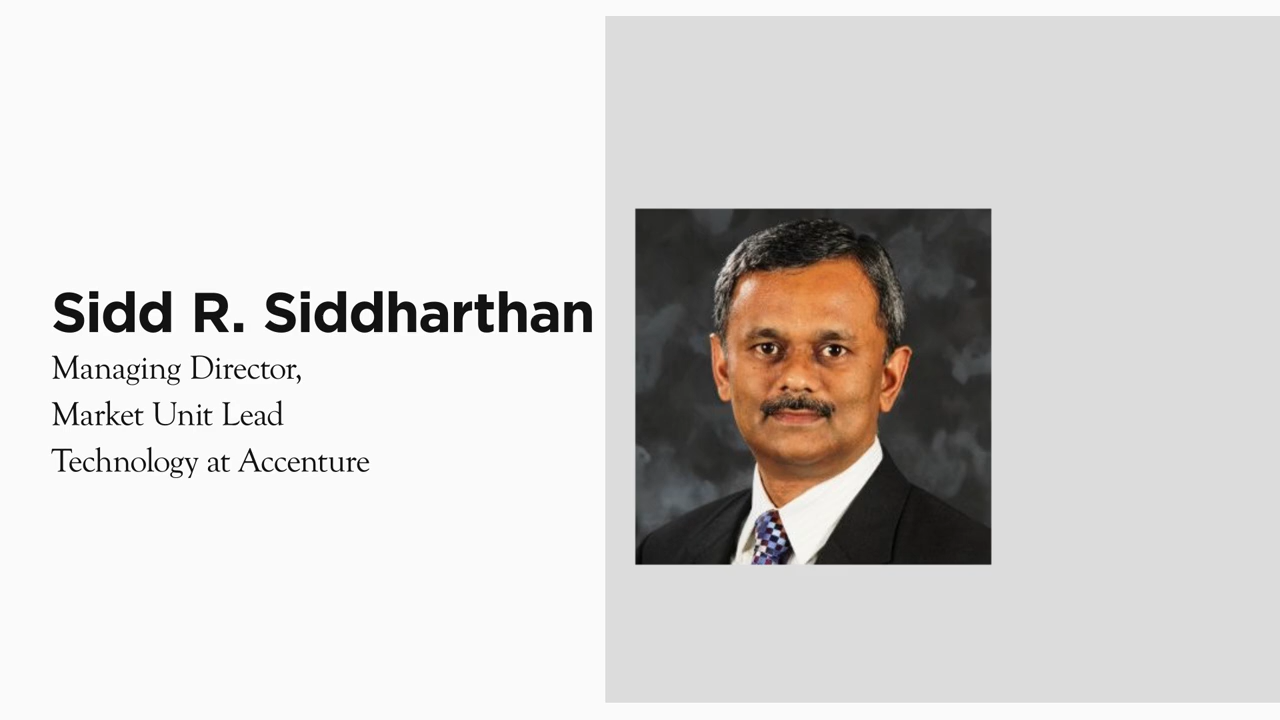 Sidd R. Siddharthan
Managing Director,
Market Unit Lead
Technology at Accenture